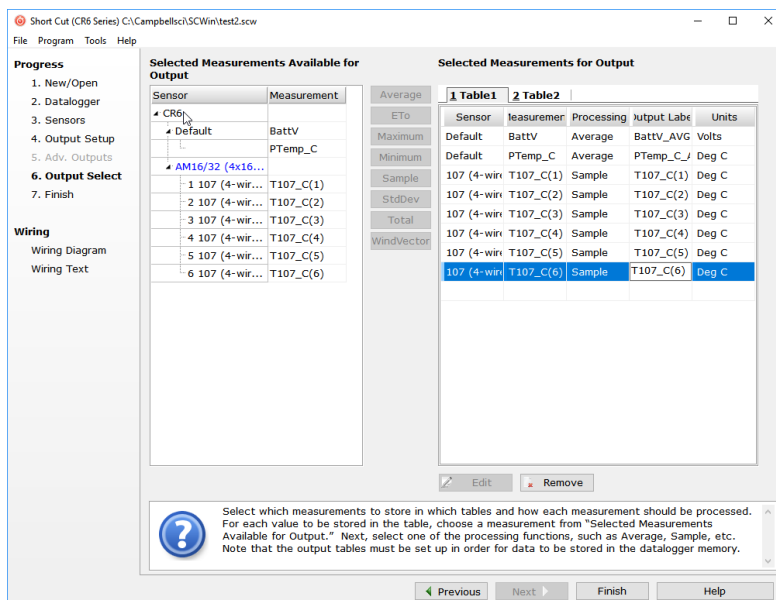 Short Cut (CR6 Series) C:\Campbellsci\SCWin\test2.scw
File Program Tools Help
Progress
1. New/Open
2. Datalogger
3. Sensors
4. Output Setup
5. Adv. Outputs
6. Output Select
7. Finish
Wiring
Wiring Diagram
Wiring Text
Selected Measurements Available for
Output
Sensor Measurement
CR6
Default BattV
PTemp_C
AM16/32 (4x16...
1 107 (4-wir... T107_C(1)
2 107 (4-wir... T107_C(2)
3 107 (4-wir... T107_C(3)
4 107 (4-wir... T107_C(4)
5 107 (4-wir... T107_C(5)
6 107 (4-wir... T107_C(6)
Average
ETo
Maximum
Minimum
Sample
StdDev
Total
WindVector
Selected Measurements for Output
1 Table1 2 Table2
Sensor Measuremen Processing Output Labe Units
Default BattV Average BattV_AVG Volts
Default PTemp_C Average PTemp_C_A Deg C
107 (4-wire T107_C(1) Sample T107_C(1) Deg C
107 (4-wire T107_C(2) Sample T107_C(2) Deg C
107 (4-wire T107_C(3) Sample T107_C(3) Deg C
107 (4-wire T107_C(4) Sample T107_C(4) Deg C
107 (4-wire T107_C(5) Sample T107_C(5) Deg C
107 (4-wire T107_C(6) Sample T107_C(6) Deg C
Edit Remove
Select which measurements to store in which tables and how each measurement should be processed.
For each value to be stored in the table, choose a measurement from “Selected Measurements
Available for Output.” Next, select one of the processing functions, such as Average, Sample, etc.
Note that the output tables must be set up in order for data to be stored in the datalogger memory.
Previous Next Finish Help